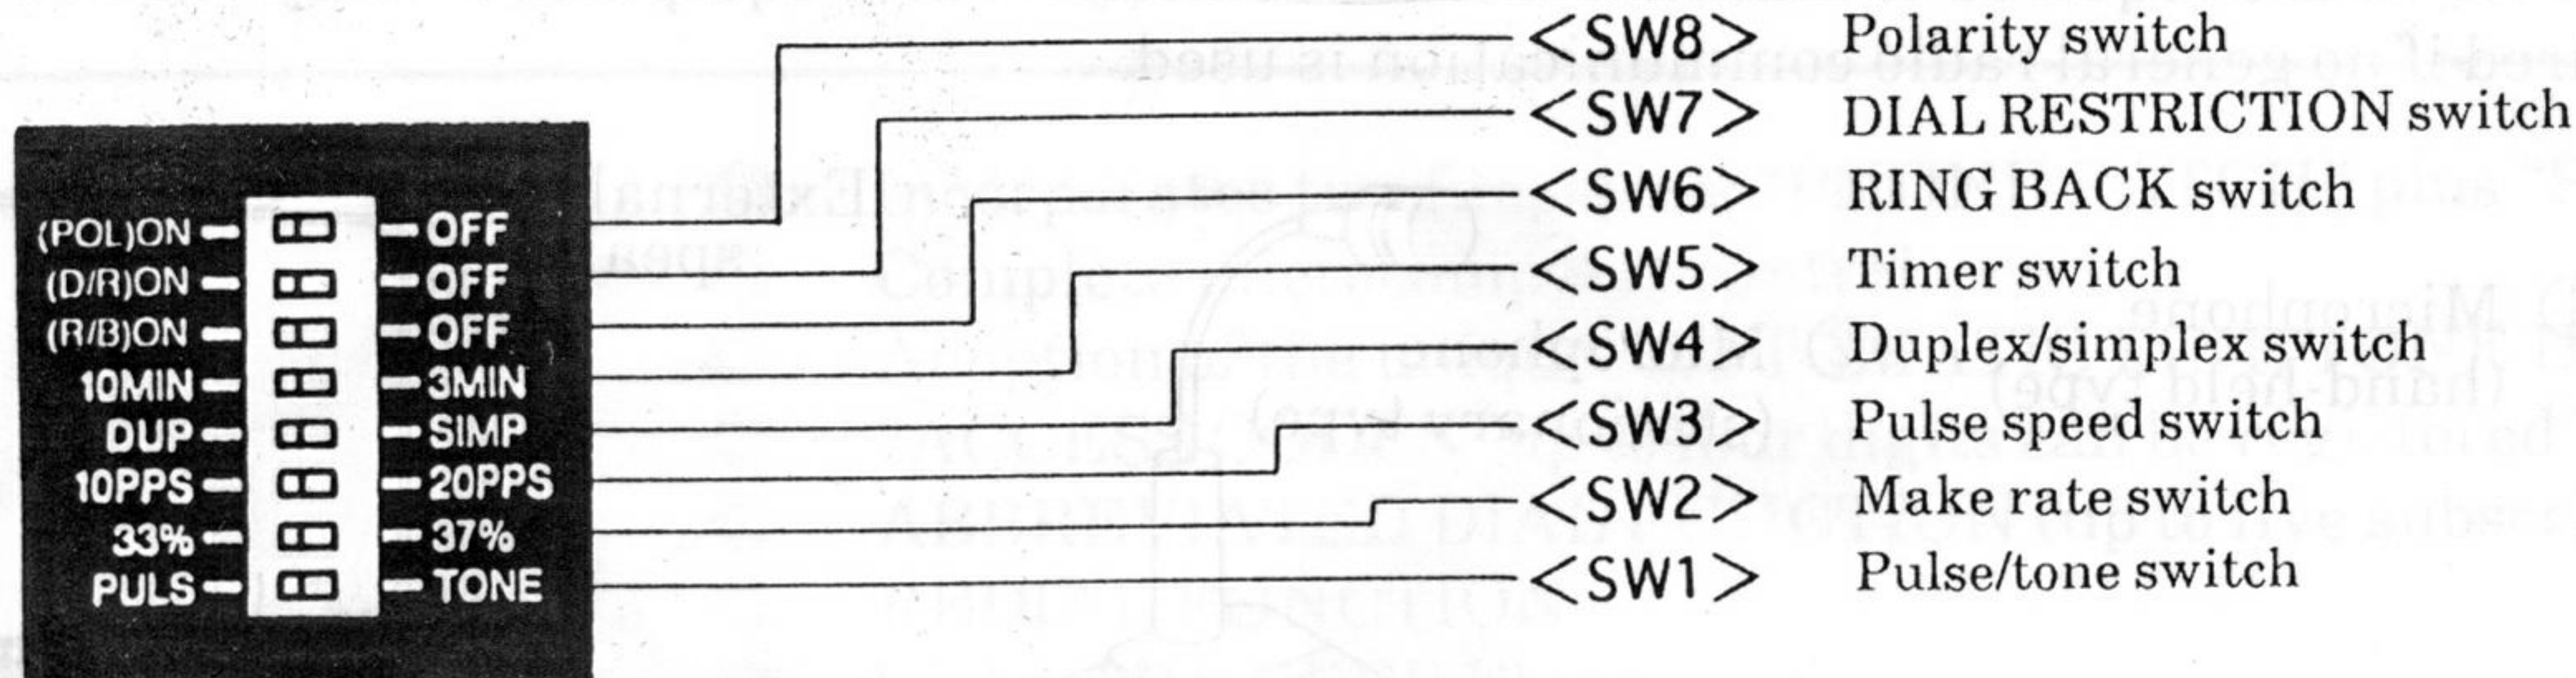 <SW8> Polarity switch
<SW7> DIAL RESTRICTION switch
<SW6> RING BACK switch
<SW5> Timer switch
<SW4> Duplex/simplex switch
<SW3> Pulse speed switch
<SW2> Make rate switch
<SW1> Pulse/tone switch
(POL)ON OFF
(D/R)ON OFF
(R/B)ON OFF
10MIN 3MIN
DUP SIMP
10PPS 20PPS
33% 37%
PULS TONE